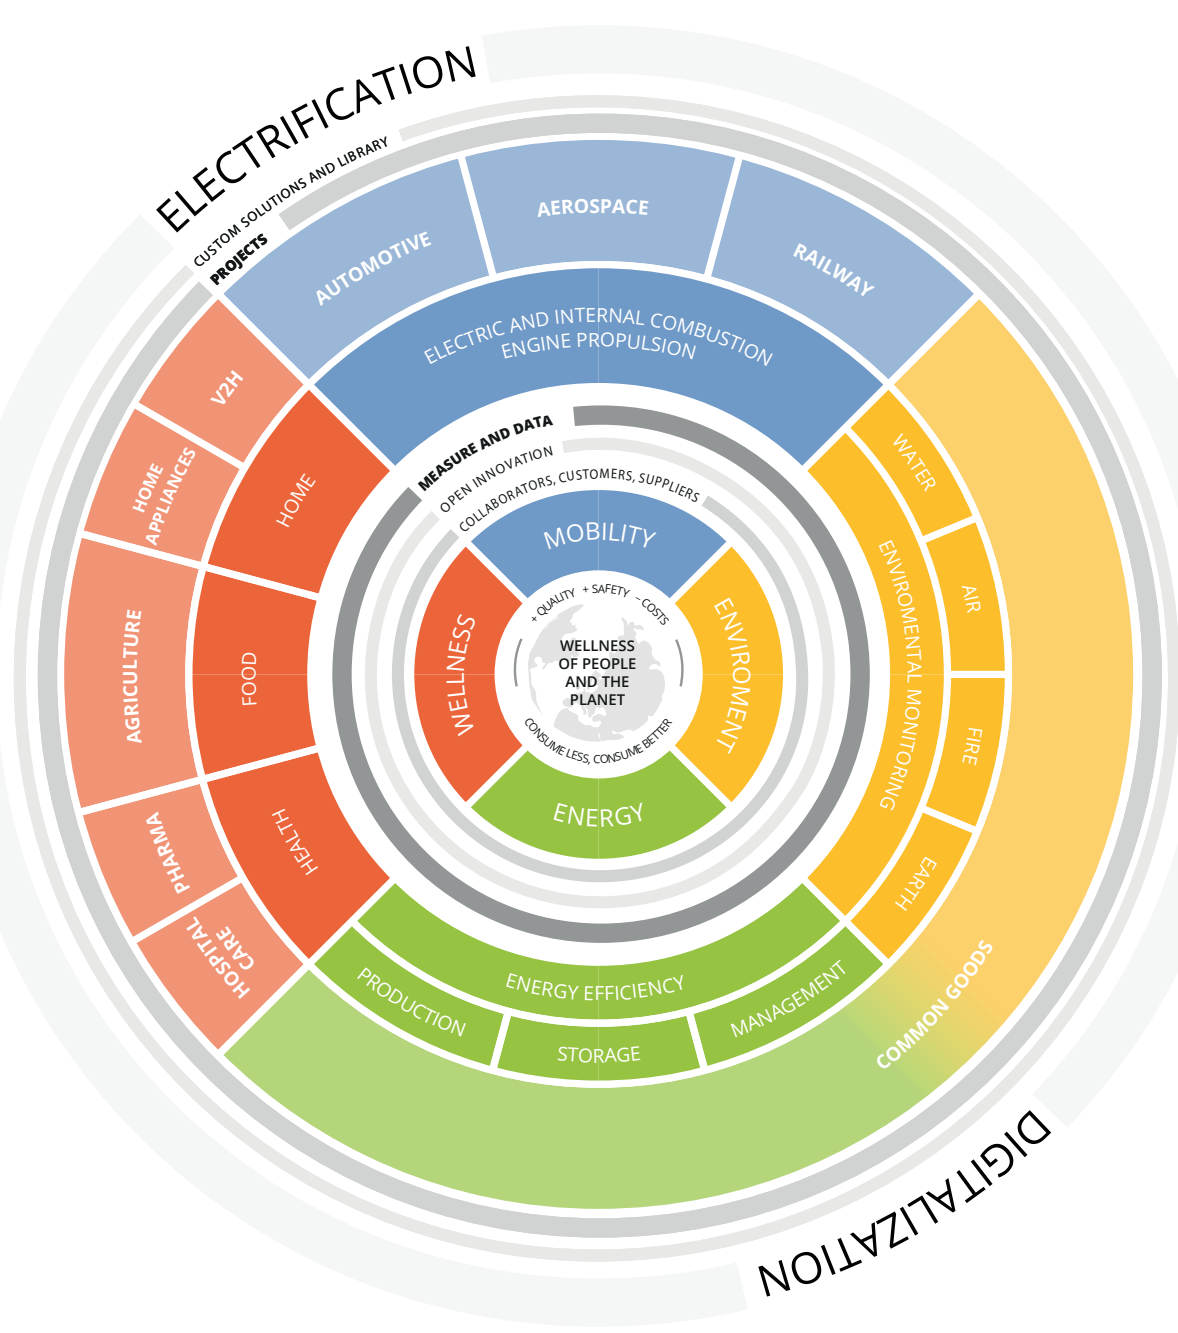 ELECTRIFICATION
CUSTOM SOLUTIONS AND LIBRARY
PROJECTS
AUTOMOTIVE
AEROSPACE
RAILWAY
ELECTRIC AND INTERNAL COMBUSTION
ENGINE PROPULSION
V2H
HOME
APPLIANCES
AGRICULTURE
PHARMA
HOSPITAL
CARE
HOME
FOOD
HEALTH
MEASURE AND DATA
OPEN INNOVATION
COLLABORATORS, CUSTOMERS, SUPPLIERS
MOBILITY
WELLNESS
ENVIROMENT
ENERGY
+ QUALITY + SAFETY – COSTS
WELLNESS
OF PEOPLE
AND THE
PLANET
CONSUME LESS, CONSUME BETTER
WATER
AIR
FIRE
EARTH
ENVIROMENTAL MONITORING
ENERGY EFFICIENCY
PRODUCTION
STORAGE
MANAGEMENT
COMMON GOODS
DIGITALIZATION